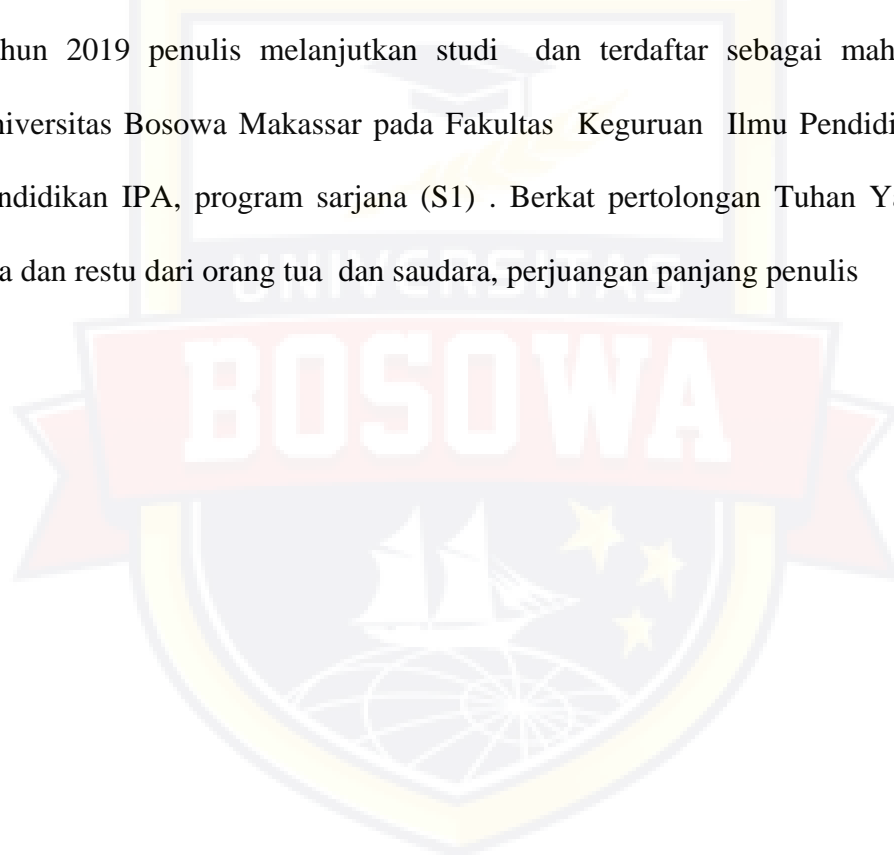 hun 2019 penulis melanjutkan studi dan terdaftar sebagai mah
niversitas Bosowa Makassar pada Fakultas Keguruan Ilmu Pendidi
ndidikan IPA, program sarjana (S1) . Berkat pertolongan Tuhan Y
a dan restu dari orang tua dan saudara, perjuangan panjang penulis
UNIVERSITAS
BOSOWA